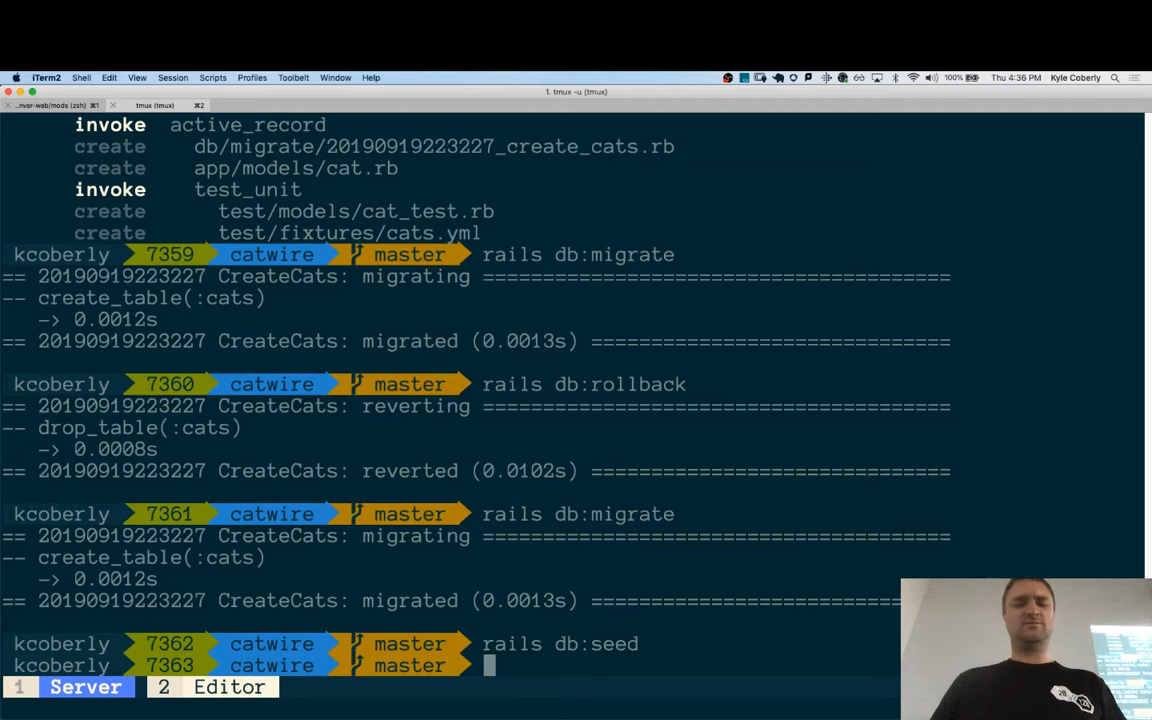 iTerm2 Shell Edit View Session Scripts Profiles Toolbelt Window Help 100% Thu 4:36 PM Kyle Coberly
1. tmux -u (tmux)
...nver-web/mods (zsh) ⌘1 tmux (tmux) ⌘2
invoke active_record
create db/migrate/20190919223227_create_cats.rb
create app/models/cat.rb
invoke test_unit
create test/models/cat_test.rb
create test/fixtures/cats.yml
kcoberly 7359 catwire master rails db:migrate
== 20190919223227 CreateCats: migrating ======================================
-- create_table(:cats)
-> 0.0012s
== 20190919223227 CreateCats: migrated (0.0013s) =============================
kcoberly 7360 catwire master rails db:rollback
== 20190919223227 CreateCats: reverting ======================================
-- drop_table(:cats)
-> 0.0008s
== 20190919223227 CreateCats: reverted (0.0102s) =============================
kcoberly 7361 catwire master rails db:migrate
== 20190919223227 CreateCats: migrating ======================================
-- create_table(:cats)
-> 0.0012s
== 20190919223227 CreateCats: migrated (0.0013s) ==========================
kcoberly 7362 catwire master rails db:seed
kcoberly 7363 catwire master
1 Server 2 Editor